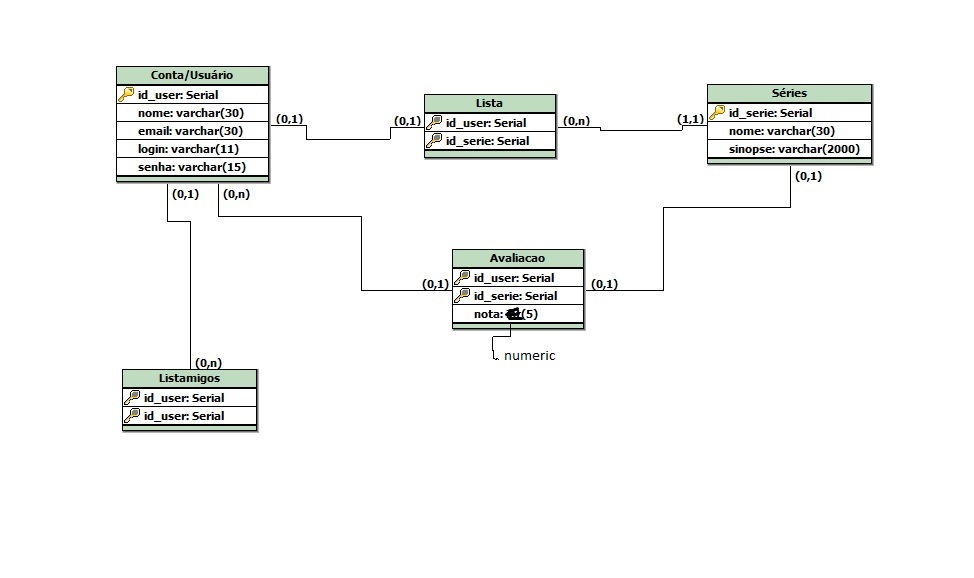 Conta/Usuário
id_user: Serial
nome: varchar(30)
email: varchar(30)
login: varchar(11)
senha: varchar(15)
(0,1)
(0,1)
Lista
id_user: Serial
id_serie: Serial
(0,n)
(1,1)
Séries
id_serie: Serial
nome: varchar(30)
sinopse: varchar(2000)
(0,1)
(0,n)
(0,1)
(0,1)
Avaliacao
id_user: Serial
id_serie: Serial
nota: (5)
(0,1)
numeric
(0,n)
Listamigos
id_user: Serial
id_user: Serial